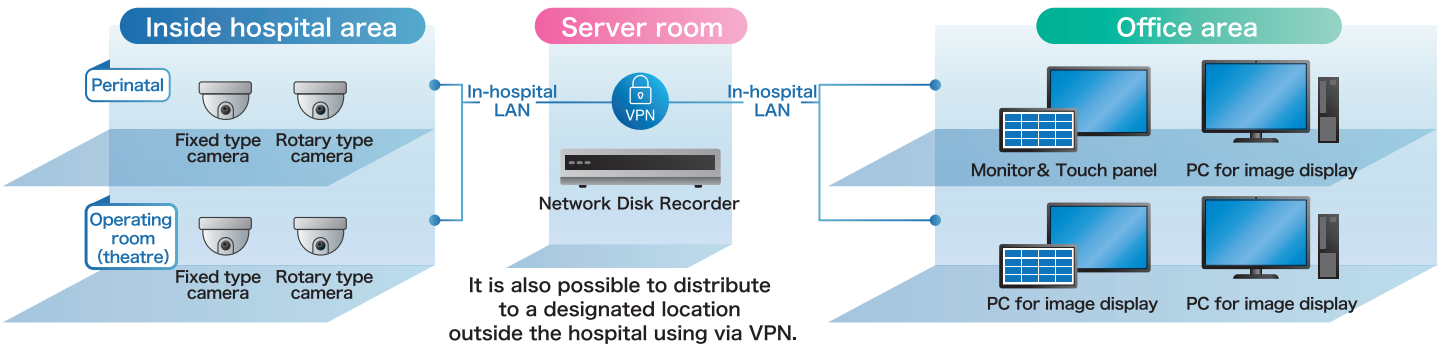 Inside hospital area
Perinatal
Fixed type
camera
Rotary type
camera
Operating
room
(theatre)
Fixed type
camera
Rotary type
camera
In-hospital
LAN
Server room
VPN
Network Disk Recorder
It is also possible to distribute
to a designated location
outside the hospital using via VPN.
In-hospital
LAN
Office area
Monitor & Touch panel
PC for image display
PC for image display
PC for image display